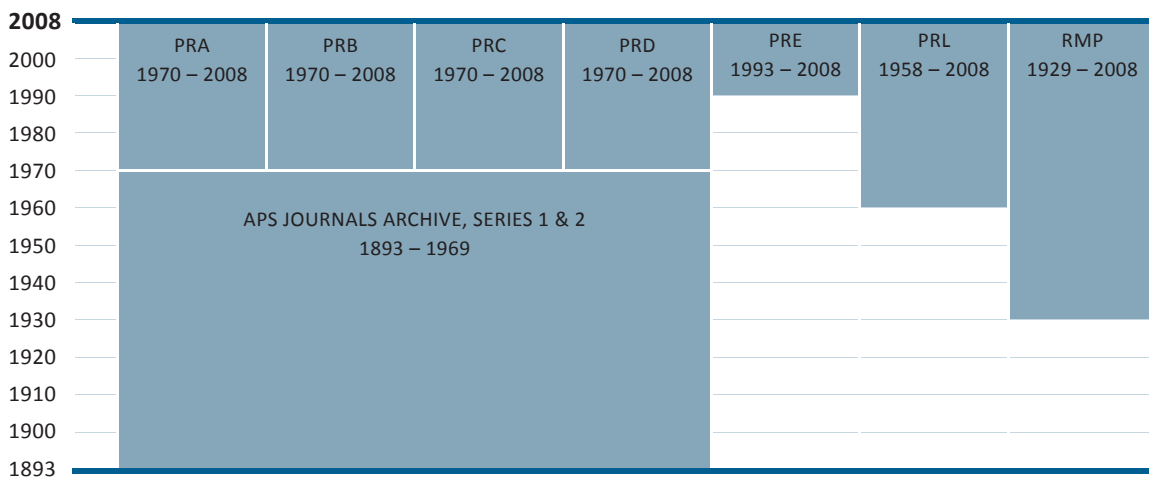 2008
2000
1990
1980
1970
1960
1950
1940
1930
1920
1910
1900
1893
PRA
1970 – 2008
PRB
1970 – 2008
PRC
1970 – 2008
PRD
1970 – 2008
PRE
1993 – 2008
PRL
1958 – 2008
RMP
1929 – 2008
APS JOURNALS ARCHIVE, SERIES 1 & 2
1893 – 1969